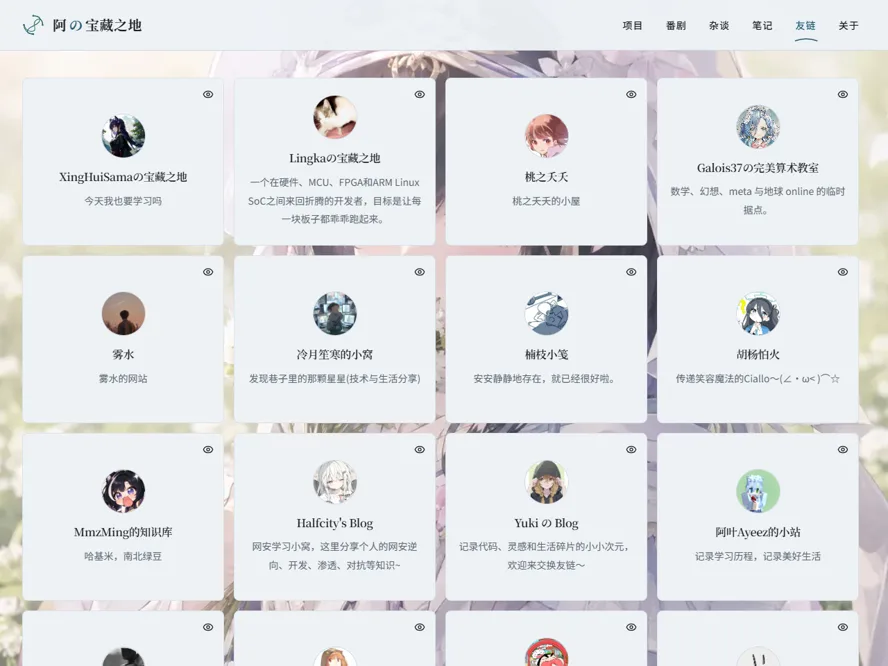 阿の宝藏之地
项目
番剧
杂谈
笔记
友链
关于
XingHuiSamaの宝藏之地
今天我也要学习吗
Lingkaの宝藏之地
一个在硬件、MCU、FPGA和ARM Linux
SoC之间来回折腾的开发者，目标是让每
一块板子都乖乖跑起来。
桃之夭夭
桃之夭夭的小屋
Galois37の完美算术教室
数学、幻想、meta 与地球 online 的临时
据点。
雾水
雾水的网站
冷月笙寒的小窝
发现巷子里的那颗星星(技术与生活分享)
楠枝小笺
安安静静地存在，就已经很好啦。
胡杨怕火
传递笑容魔法的Ciallo～(∠・ω< )⌒☆
MmzMing的知识库
哈基米，南北绿豆
Halfcity's Blog
网安学习小窝，这里分享个人的网安逆
向、开发、渗透、对抗等知识~
Yuki の Blog
记录代码、灵感和生活碎片的小小次元，
欢迎来交换友链～
阿叶Ayeez的小站
记录学习历程，记录美好生活